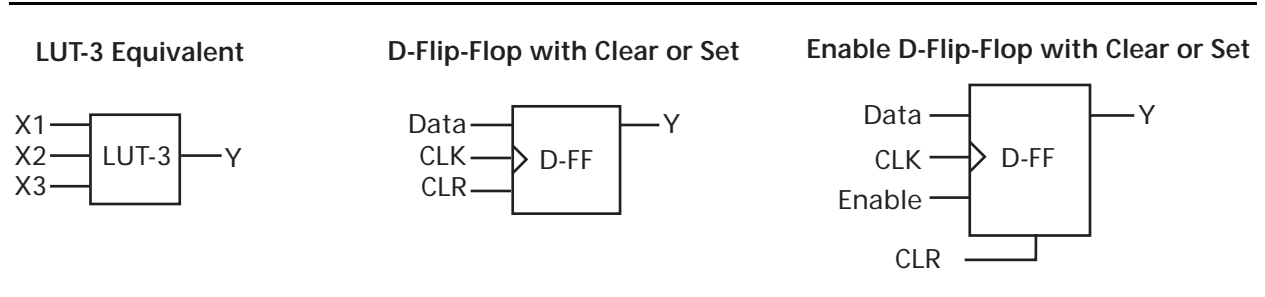 LUT-3 Equivalent
X1
X2
X3
LUT-3
Y
D-Flip-Flop with Clear or Set
Data
CLK
CLR
D-FF
Y
Enable D-Flip-Flop with Clear or Set
Data
CLK
Enable
CLR
D-FF
Y